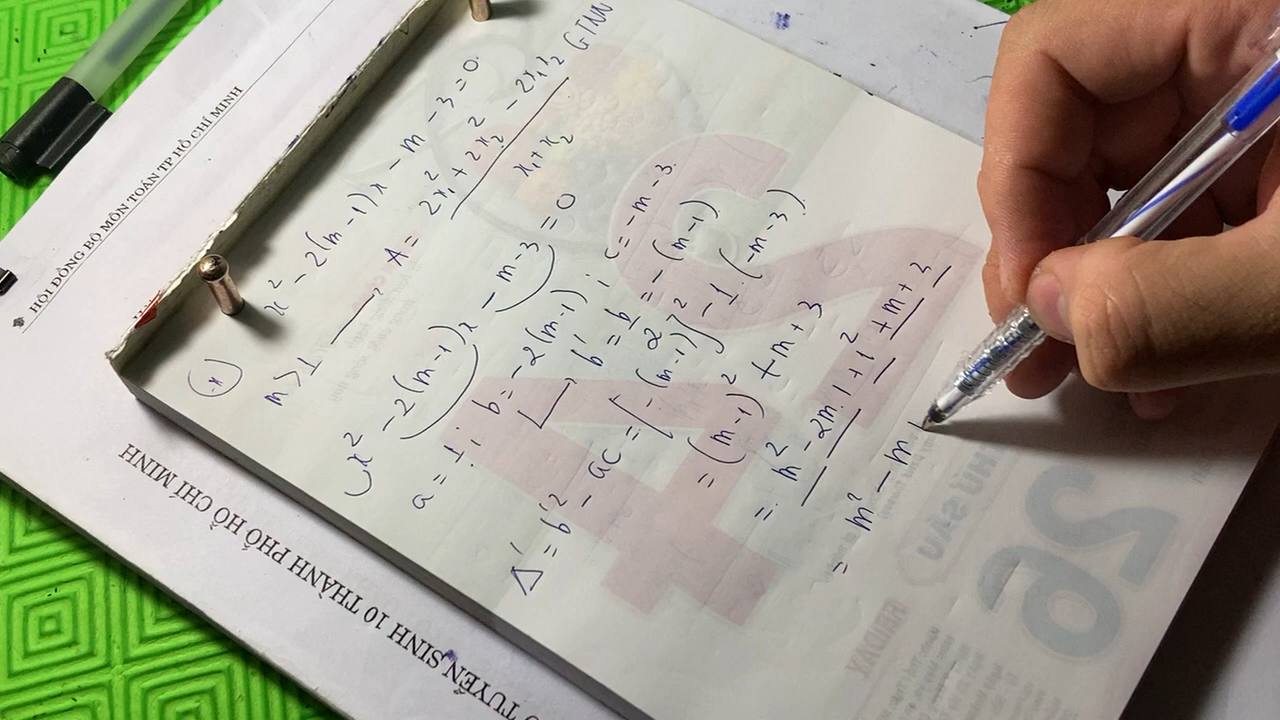 HỘI ĐỒNG BỘ MÔN TOÁN TP HỒ CHÍ MINH
TUYỂN SINH 10 THÀNH PHỐ HỒ CHÍ MINH
x² - 2(m-1)x - m - 3 = 0
m > 1
A = (2x₁² + 2x₂² - 2x₁x₂)/(x₁ + x₂) GTNN
x² - 2(m-1)x - m - 3 = 0
a = 1; b = -2(m-1); c = -m - 3
b' = b/2 = -(m-1)
Δ' = b'² - ac = [-(m-1)]² - 1.(-m-3)
= (m-1)² + m + 3
= m² - 2m.1 + 1² + m + 3
= m² - m
26